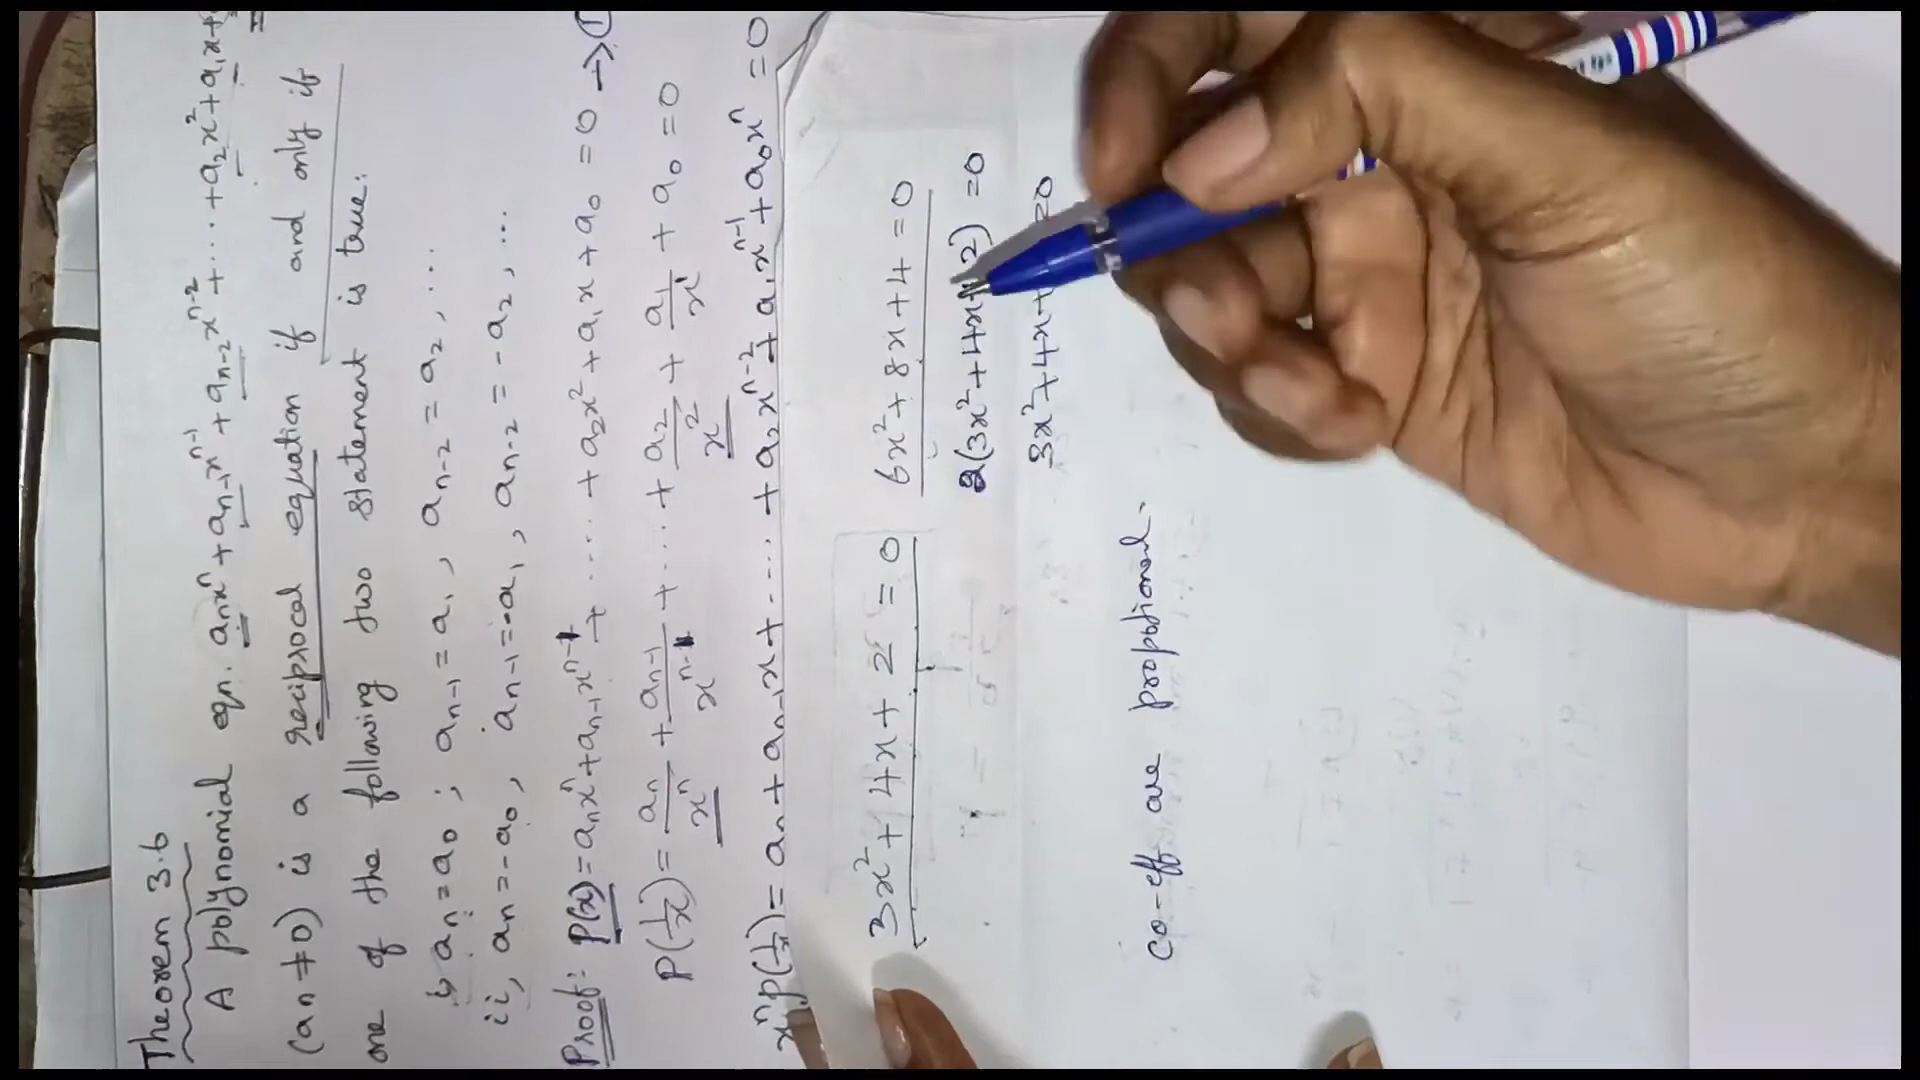 Theorem 3.6
A polynomial eqn. aₙxⁿ + aₙ₋₁xⁿ⁻¹ + aₙ₋₂xⁿ⁻² + ... + a₂x² + a₁x +
(aₙ ≠ 0) is a reciprocal equation if and only if
one of the following two statement is true.
i, aₙ = a₀ ; aₙ₋₁ = a₁ , aₙ₋₂ = a₂ , ...
ii, aₙ = - a₀ , aₙ₋₁ = - a₁ , aₙ₋₂ = - a₂ , ...
Proof: P(x) = aₙxⁿ + aₙ₋₁xⁿ⁻¹ + ... + a₂x² + a₁x + a₀ = 0 → ①
P(1/x) = aₙ/xⁿ + aₙ₋₁/xⁿ⁻¹ + ... + a₂/x² + a₁/x + a₀ = 0
xⁿP(1/x) = aₙ + aₙ₋₁x + ... + a₂xⁿ⁻² + a₁xⁿ⁻¹ + a₀xⁿ = 0
3x² + 4x + 2 = 0 6x² + 8x + 4 = 0
2(3x² + 4x + 2) = 0
3x² + 4x + = 0
co-eff are propotional.